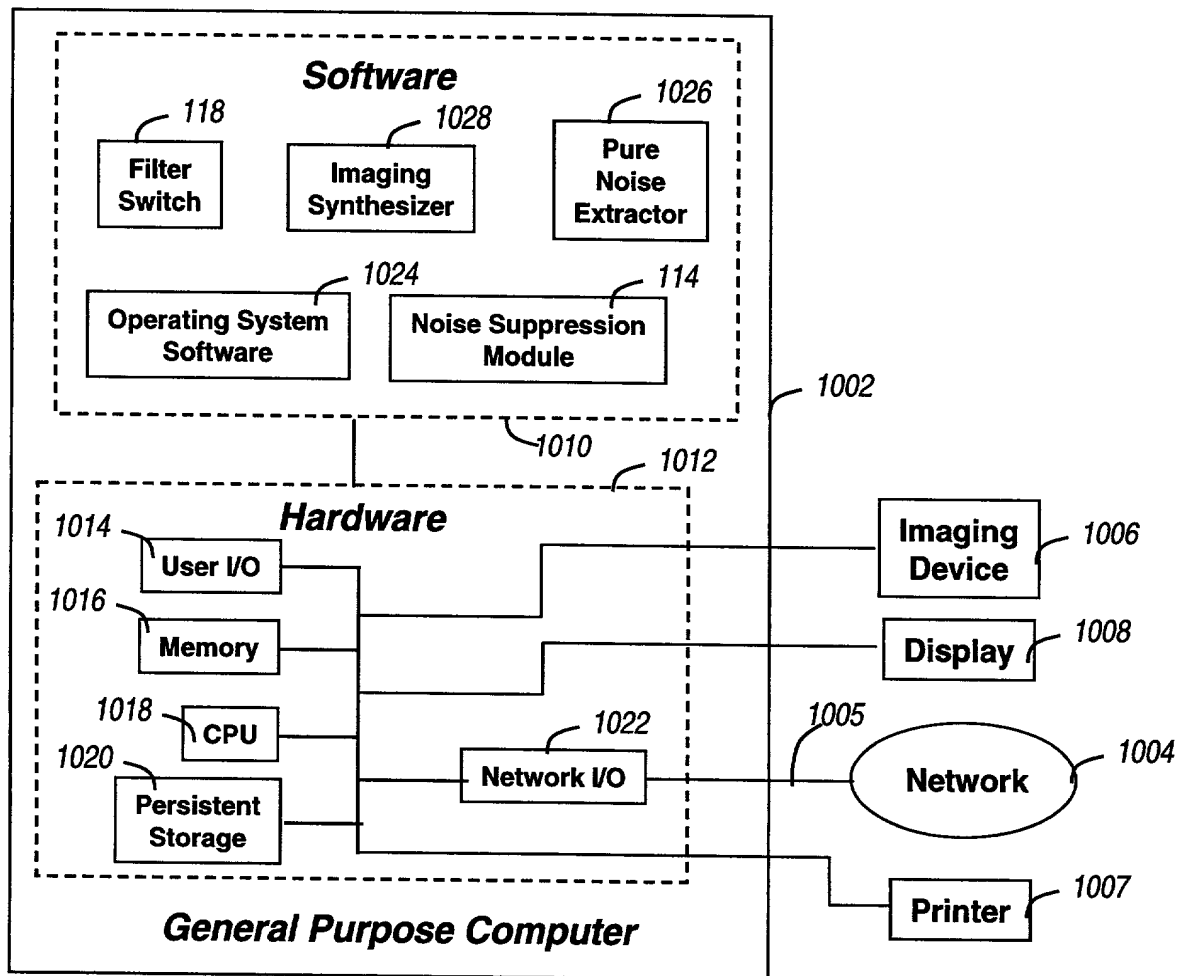 Software
118
Filter
Switch
1028
Imaging
Synthesizer
1026
Pure
Noise
Extractor
1024
Operating System
Software
114
Noise Suppression
Module
1002
1010
1012
Hardware
1014
User I/O
1016
Memory
1018
CPU
1020
Persistent
Storage
1022
Network I/O
Imaging
Device
1006
Display
1008
1005
Network
1004
Printer
1007
General Purpose Computer